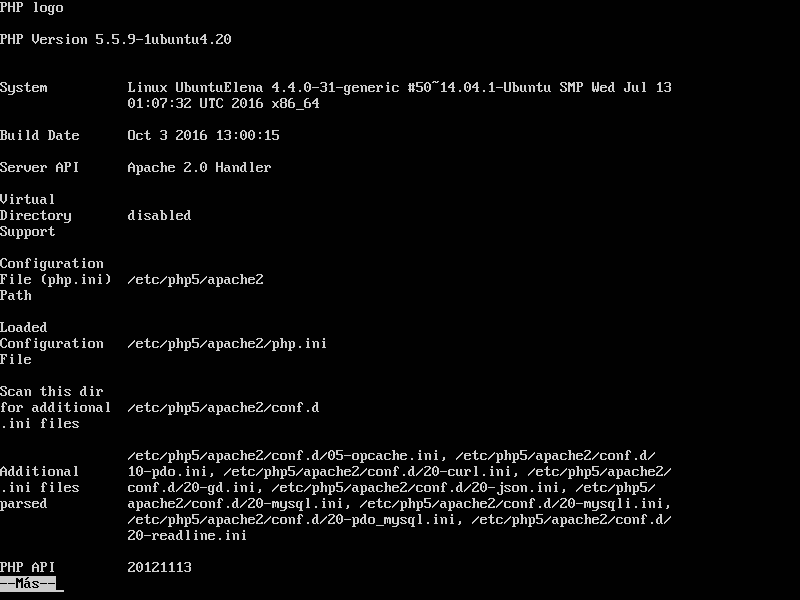 PHP logo
PHP Version 5.5.9-1ubuntu4.20
System Linux UbuntuElena 4.4.0-31-generic #50~14.04.1-Ubuntu SMP Wed Jul 13
01:07:32 UTC 2016 x86_64
Build Date Oct 3 2016 13:00:15
Server API Apache 2.0 Handler
Virtual
Directory disabled
Support
Configuration
File (php.ini) /etc/php5/apache2
Path
Loaded
Configuration /etc/php5/apache2/php.ini
File
Scan this dir
for additional /etc/php5/apache2/conf.d
.ini files
/etc/php5/apache2/conf.d/05-opcache.ini, /etc/php5/apache2/conf.d/
Additional 10-pdo.ini, /etc/php5/apache2/conf.d/20-curl.ini, /etc/php5/apache2/
.ini files conf.d/20-gd.ini, /etc/php5/apache2/conf.d/20-json.ini, /etc/php5/
parsed apache2/conf.d/20-mysql.ini, /etc/php5/apache2/conf.d/20-mysqli.ini,
/etc/php5/apache2/conf.d/20-pdo_mysql.ini, /etc/php5/apache2/conf.d/
20-readline.ini
PHP API 20121113
--Más--